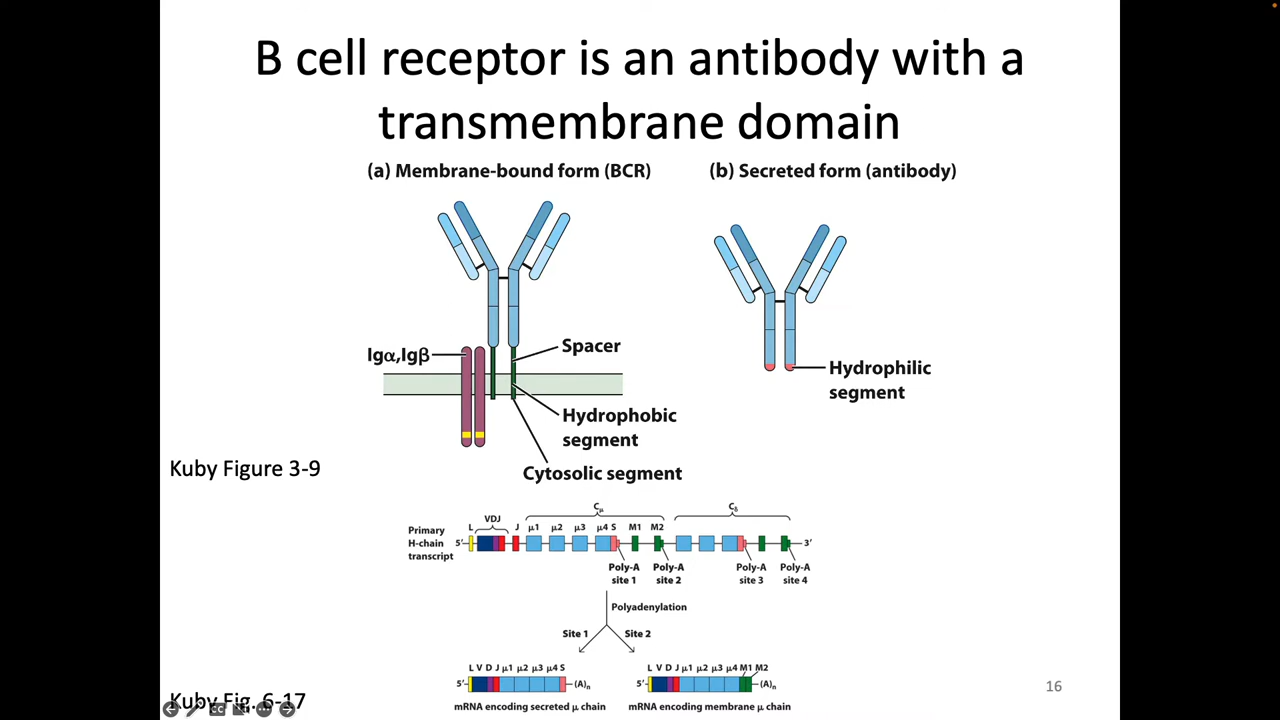 B cell receptor is an antibody with a
transmembrane domain
(a) Membrane-bound form (BCR)
(b) Secreted form (antibody)
Igα,Igβ
Spacer
Hydrophobic
segment
Cytosolic segment
Hydrophilic
segment
Kuby Figure 3-9
Primary
H-chain
transcript
5′
L
VDJ
J
Cμ
μ1 μ2 μ3 μ4 S M1 M2
Cδ
3′
Poly-A
site 1
Poly-A
site 2
Poly-A
site 3
Poly-A
site 4
Polyadenylation
Site 1
Site 2
L V D J μ1 μ2 μ3 μ4 S
5′
(A)n
mRNA encoding secreted μ chain
L V D J μ1 μ2 μ3 μ4 M1 M2
5′
(A)n
mRNA encoding membrane μ chain
Kuby Fig. 6-17
CC
16